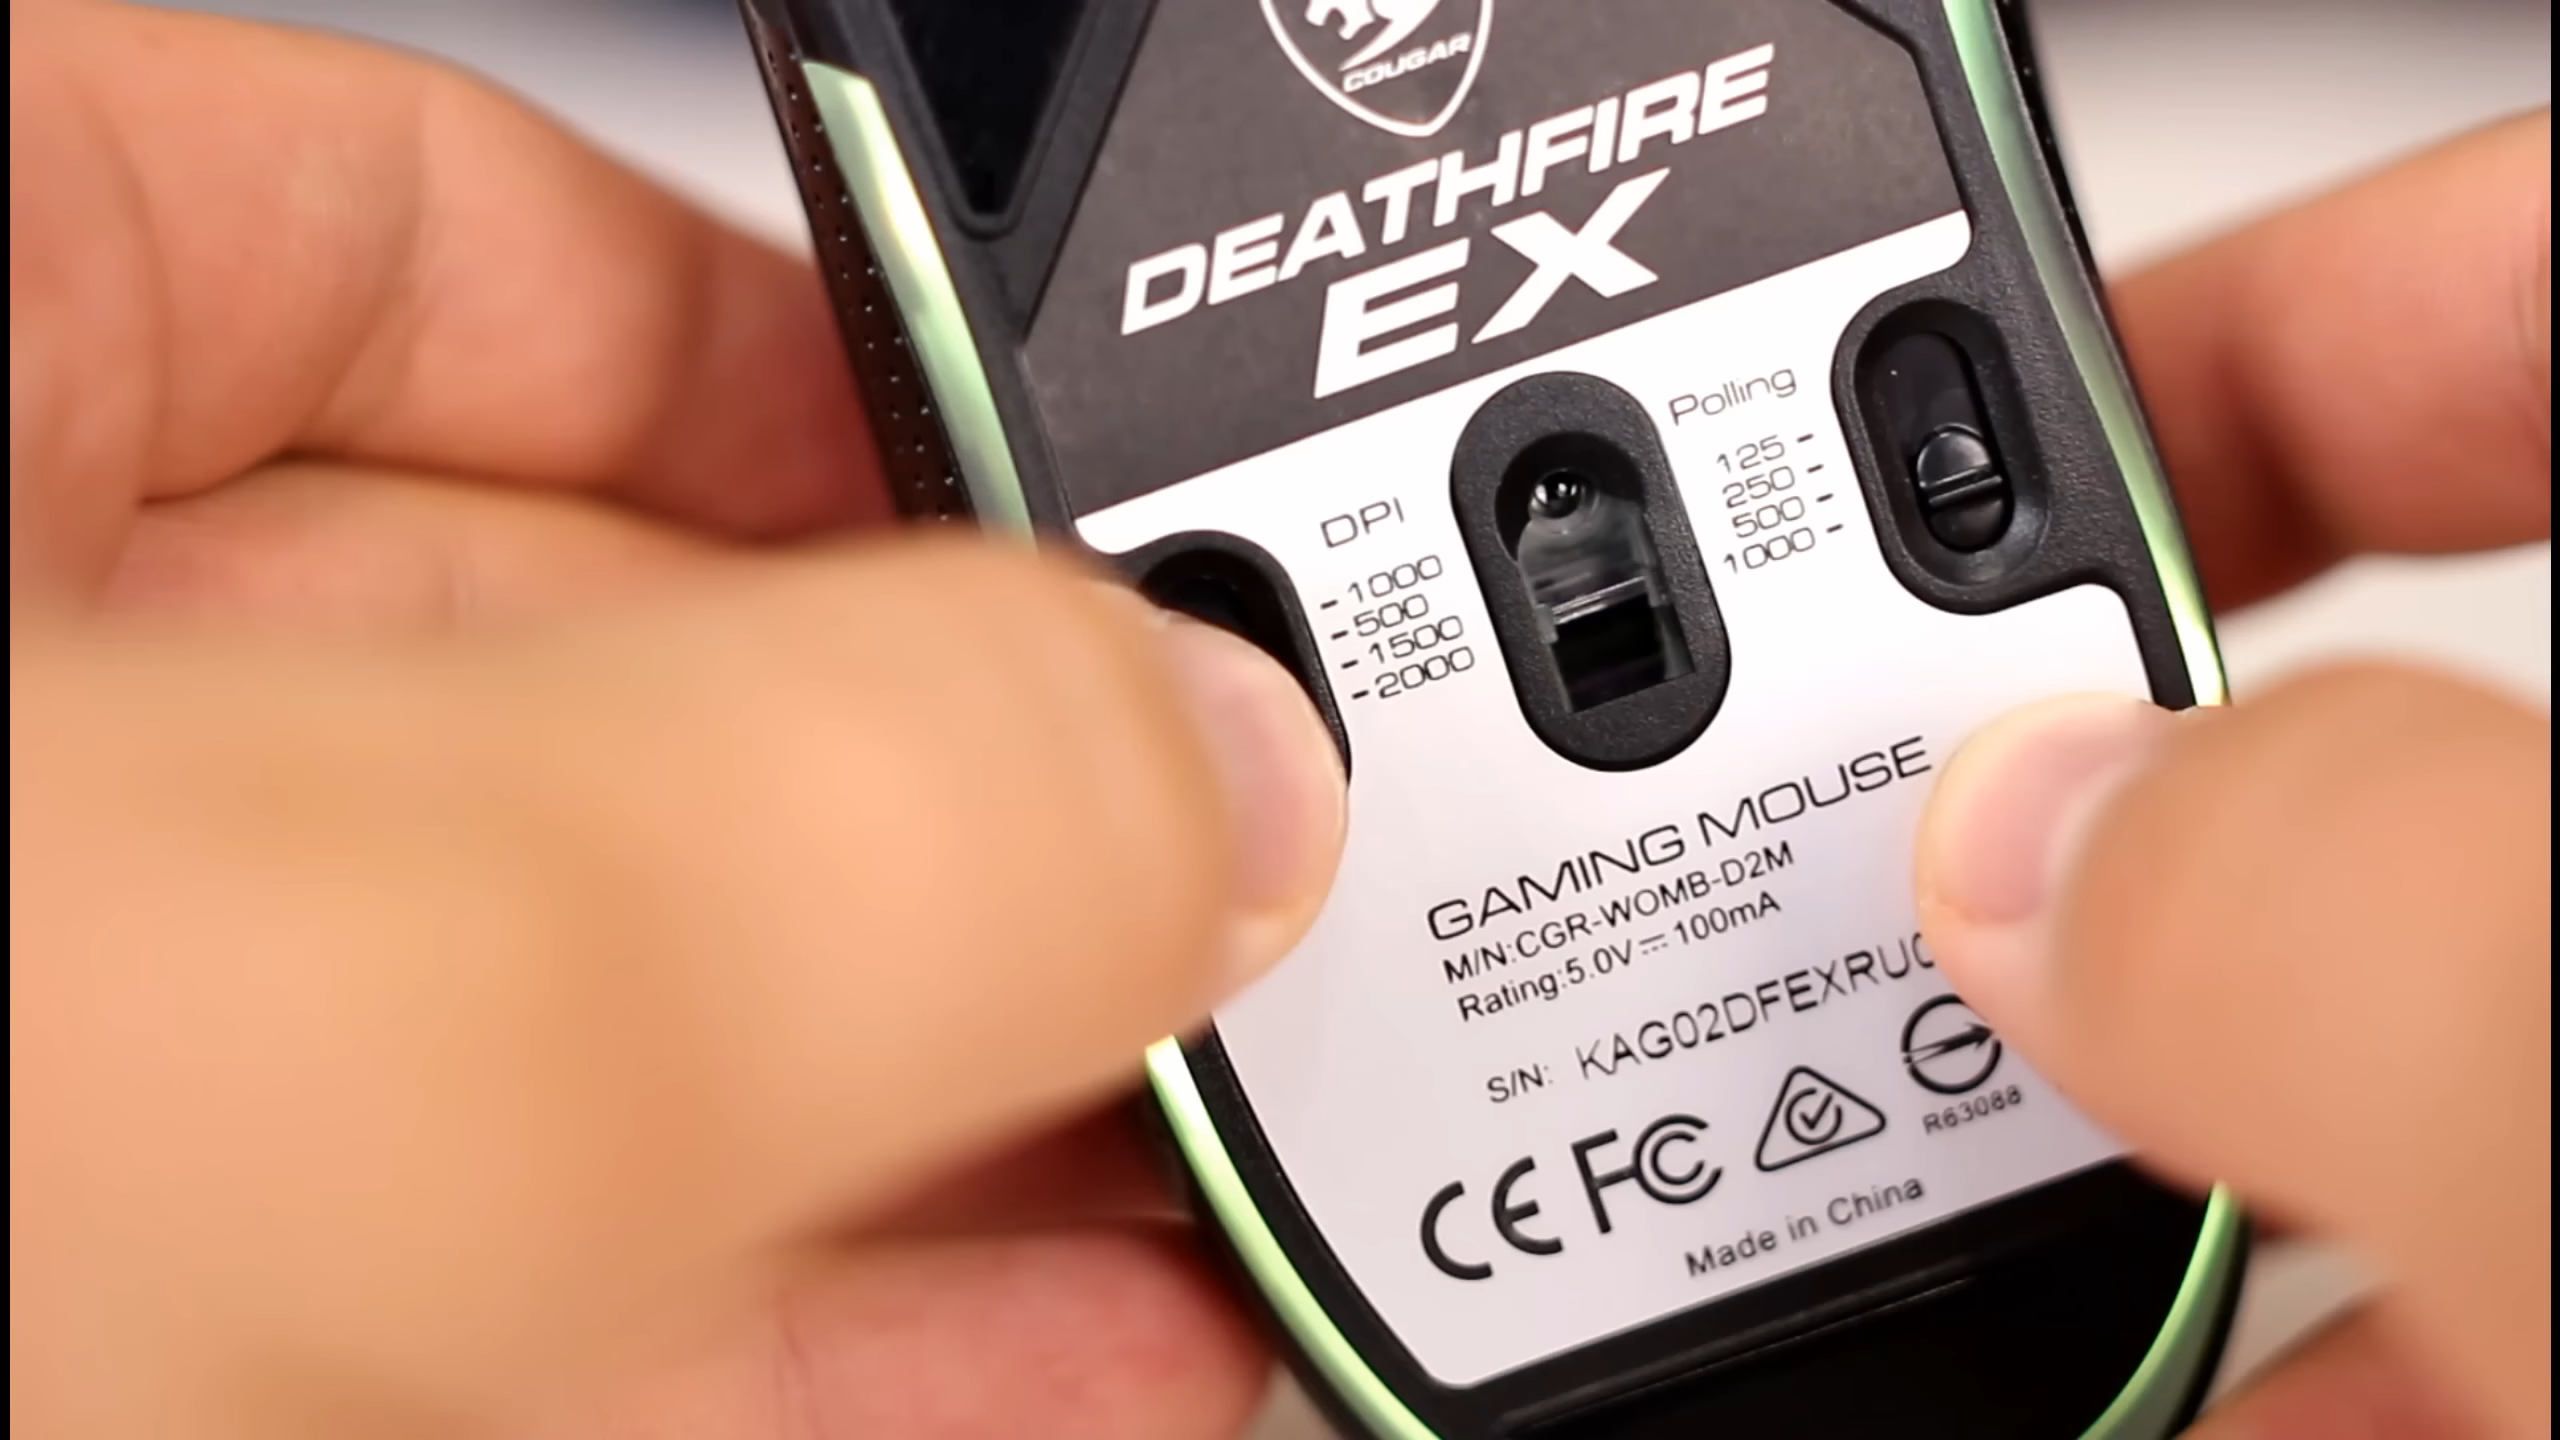 COUGAR
DEATHFIRE
EX
Polling
125 -
250 -
500 -
1000 -
DPI
-1000
-500
-1500
-2000
GAMING MOUSE
M/N:CGR-WOMB-D2M
Rating:5.0V⎓100mA
S/N: KAG02DFEXRU
CE FC
R63088
Made in China